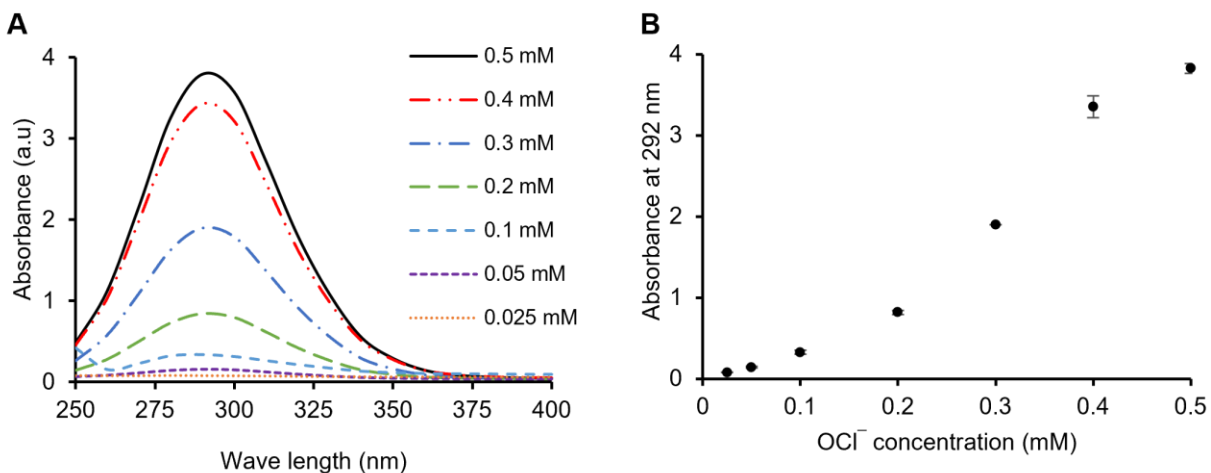 A
Absorbance (a.u)
4
3
2
1
0
250
275
300
325
350
375
400
Wave length (nm)
0.5 mM
0.4 mM
0.3 mM
0.2 mM
0.1 mM
0.05 mM
0.025 mM
B
Absorbance at 292 nm
4
3
2
1
0
0
0.1
0.2
0.3
0.4
0.5
OCl⁻ concentration (mM)